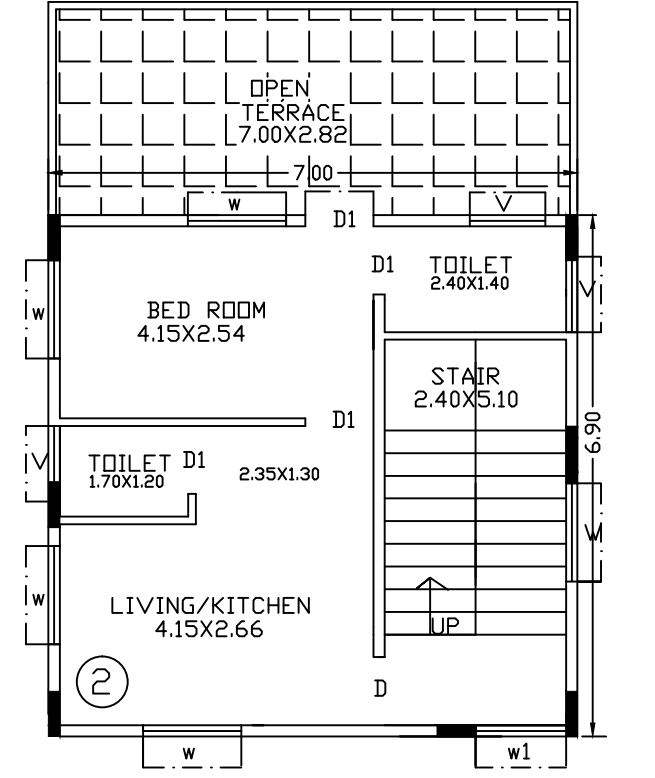 OPEN
TERRACE
7.00X2.82
7.00
w
D1
V
D1
TOILET
2.40X1.40
V
w
BED ROOM
4.15X2.54
STAIR
2.40X5.10
D1
6.90
V
TOILET
D1
1.70X1.20
2.35X1.30
W
w
LIVING/KITCHEN
4.15X2.66
UP
2
D
w
w1